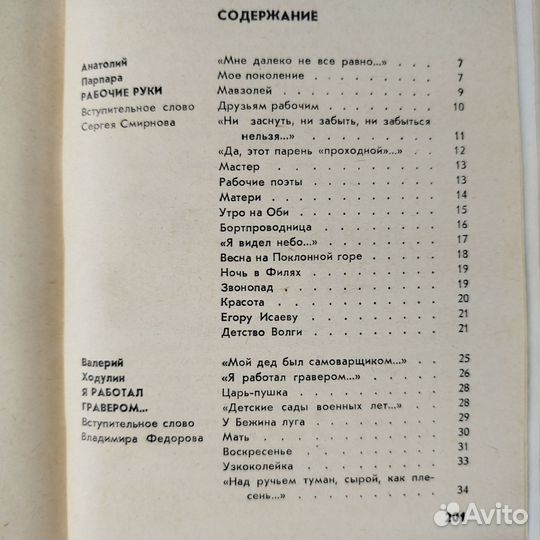 СОДЕРЖАНИЕ
Анатолий
Парпара
РАБОЧИЕ РУКИ
Вступительное слово
Сергея Смирнова
«Мне далеко не все равно...» . . . 7
Мое поколение . . . . . . . 7
Мавзолей . . . . . . . . . 9
Друзьям рабочим . . . . . . 10
«Ни заснуть, ни забыть, ни забыться
нельзя...» . . . . . . . . 11
«Да, этот парень «проходной»...» . . 12
Мастер . . . . . . . . . . 13
Рабочие поэты . . . . . . . 13
Матери . . . . . . . . . . 14
Утро на Оби . . . . . . . . 15
Бортпроводница . . . . . . . 16
«Я видел небо...» . . . . . . 17
Весна на Поклонной горе . . . . 18
Ночь в Филях . . . . . . . . 19
Звонопад . . . . . . . . . 19
Красота . . . . . . . . . 20
Егору Исаеву . . . . . . . . 21
Детство Волги . . . . . . . 21
Валерий
Ходулин
Я РАБОТАЛ
ГРАВЕРОМ...
Вступительное слово
Владимира Федорова
«Мой дед был самоварщиком...» . . 25
«Я работал гравером...» . . . . 26
Царь-пушка . . . . . . . . 28
«Детские сады военных лет...» . . . 28
У Бежина луга . . . . . . . 29
Мать . . . . . . . . . . 30
Воскресенье . . . . . . . . 31
Узкоколейка . . . . . . . . 33
«Над ручьем туман, сырой, как пле-
сень...» . . . . . . . . . 34
Avito